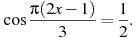 cos π(2x − 1)/3 = 1/2.